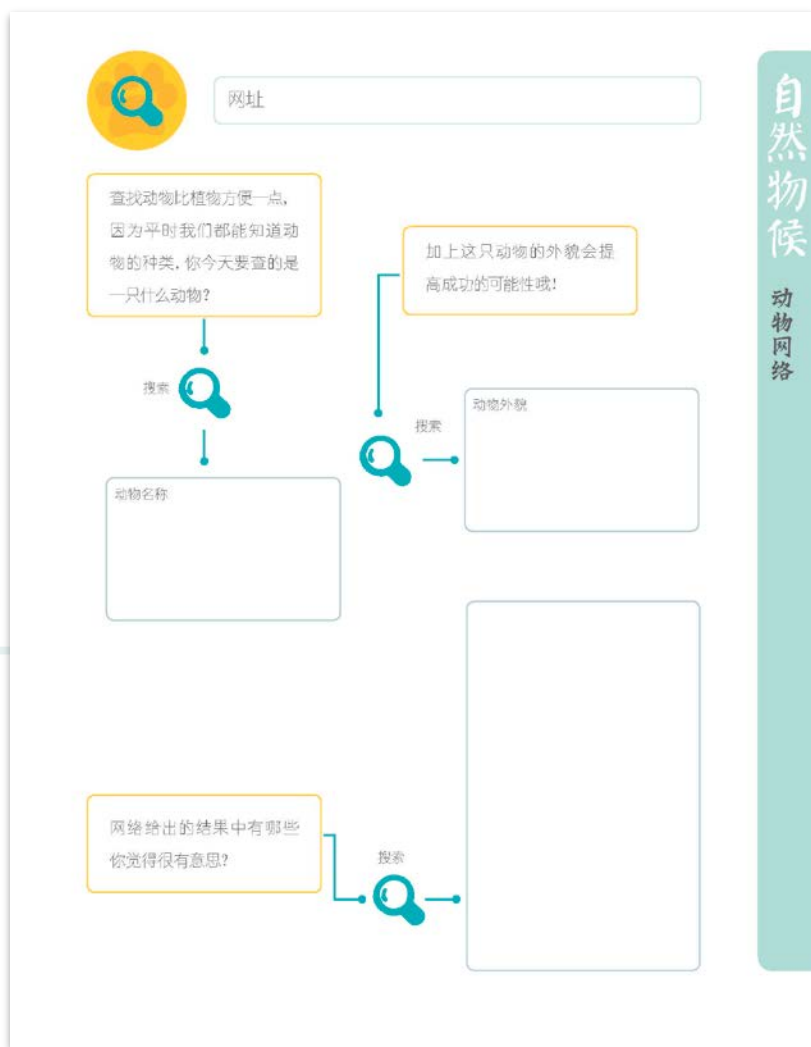 网址
查找动物比植物方便一点，
因为平时我们都能知道动
物的种类，你今天要查的是
一只什么动物？
加上这只动物的外貌会提
高成功的可能性哦！
搜索
动物名称
搜索
动物外貌
网络给出的结果中有哪些
你觉得很有意思？
搜索
自然物候
动物网络